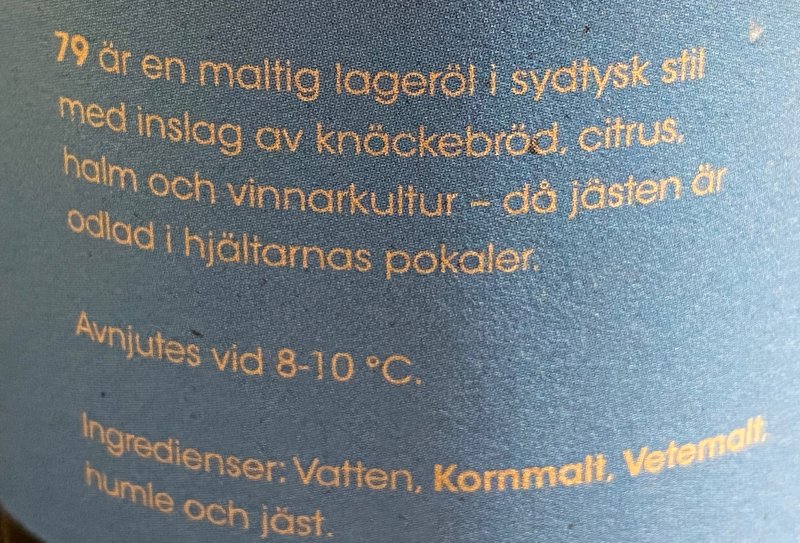 79 är en maltig lageröl i sydtysk stil
med inslag av knäckebröd, citrus,
halm och vinnarkultur – då jästen är
odlad i hjältarnas pokaler.
Avnjutes vid 8-10 °C.
Ingredienser: Vatten, Kornmalt, Vetemalt,
humle och jäst.